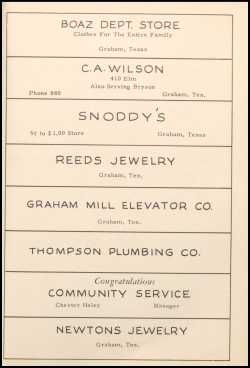 BOAZ DEPT. STORE
Clothes For The Entire Family
Graham, Texas
C.A. WILSON
410 Elm
Also Serving Bryson
Phone 880 Graham, Tex.
SNODDY'S
5¢ to $1.00 Store Graham, Texas
REEDS JEWELRY
Graham, Tex.
GRAHAM MILL ELEVATOR CO.
Graham, Tex.
THOMPSON PLUMBING CO.
Congratulations
COMMUNITY SERVICE
Chester Haley Manager
NEWTONS JEWELRY
Graham, Tex.